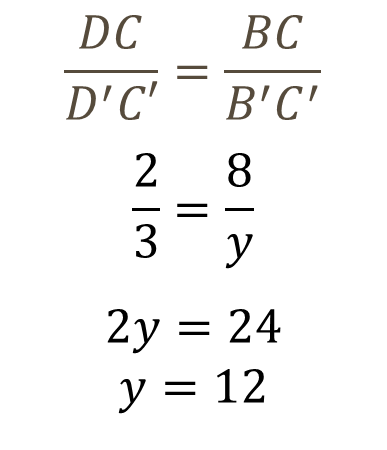 DC/D′C′ = BC/B′C′
2/3 = 8/y
2y = 24
y = 12